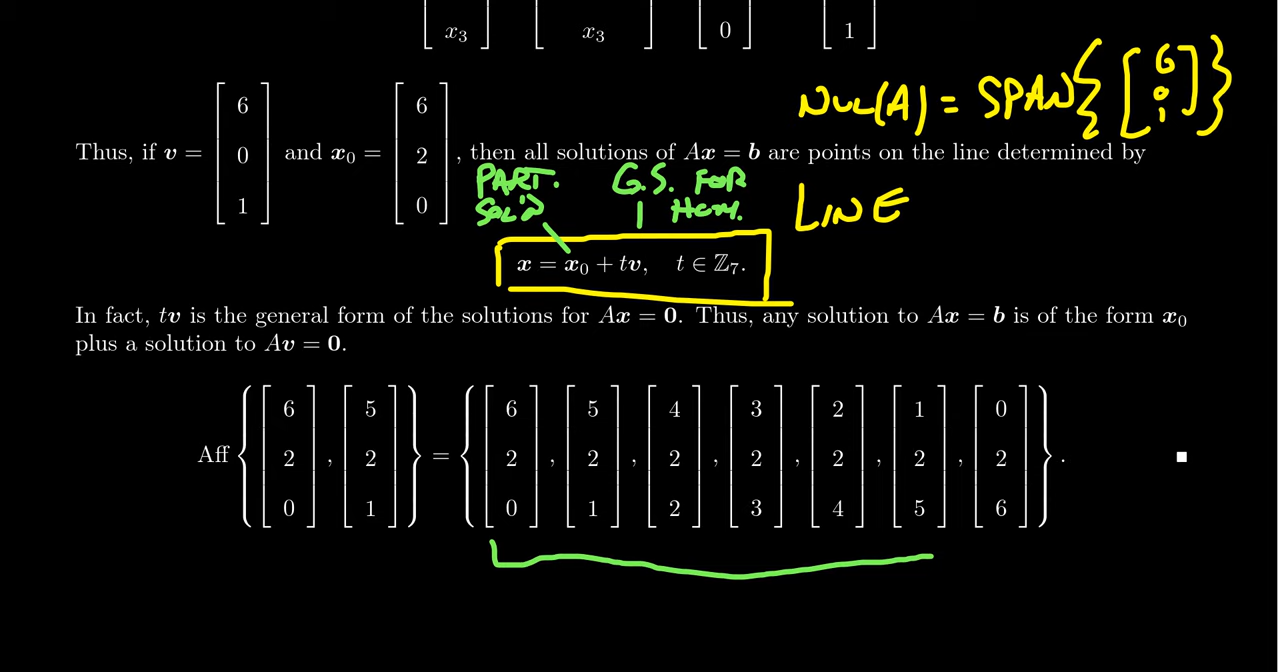 x₃ x₃ 0 1
NUL(A) = SPAN{[6 0 1]}
Thus, if v = [6 0 1] and x₀ = [6 2 0], then all solutions of Ax = b are points on the line determined by
PART. SOL'N G.S. FOR HOM. LINE
x = x₀ + tv, t ∈ ℤ₇.
In fact, tv is the general form of the solutions for Ax = 0. Thus, any solution to Ax = b is of the form x₀
plus a solution to Av = 0.
Aff {[6 2 0], [5 2 1]} = {[6 2 0], [5 2 1], [4 2 2], [3 2 3], [2 2 4], [1 2 5], [0 2 6]}.